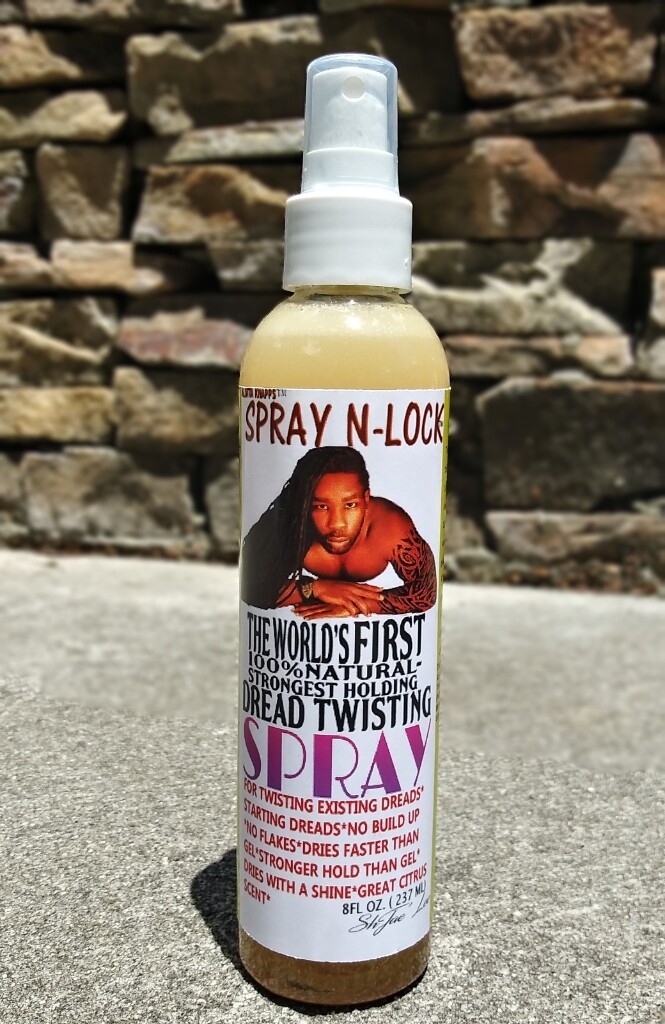 KNAPPS™
SPRAY N-LOCK
THE WORLD'S FIRST
100% NATURAL-
STRONGEST HOLDING
DREAD TWISTING
SPRAY
FOR TWISTING EXISTING DREADS*
STARTING DREADS*NO BUILD UP
*NO FLAKES*DRIES FASTER THAN
GEL*STRONGER HOLD THAN GEL*
DRIES WITH A SHINE*GREAT CITRUS
SCENT*
8FL OZ. ( 237 ML)